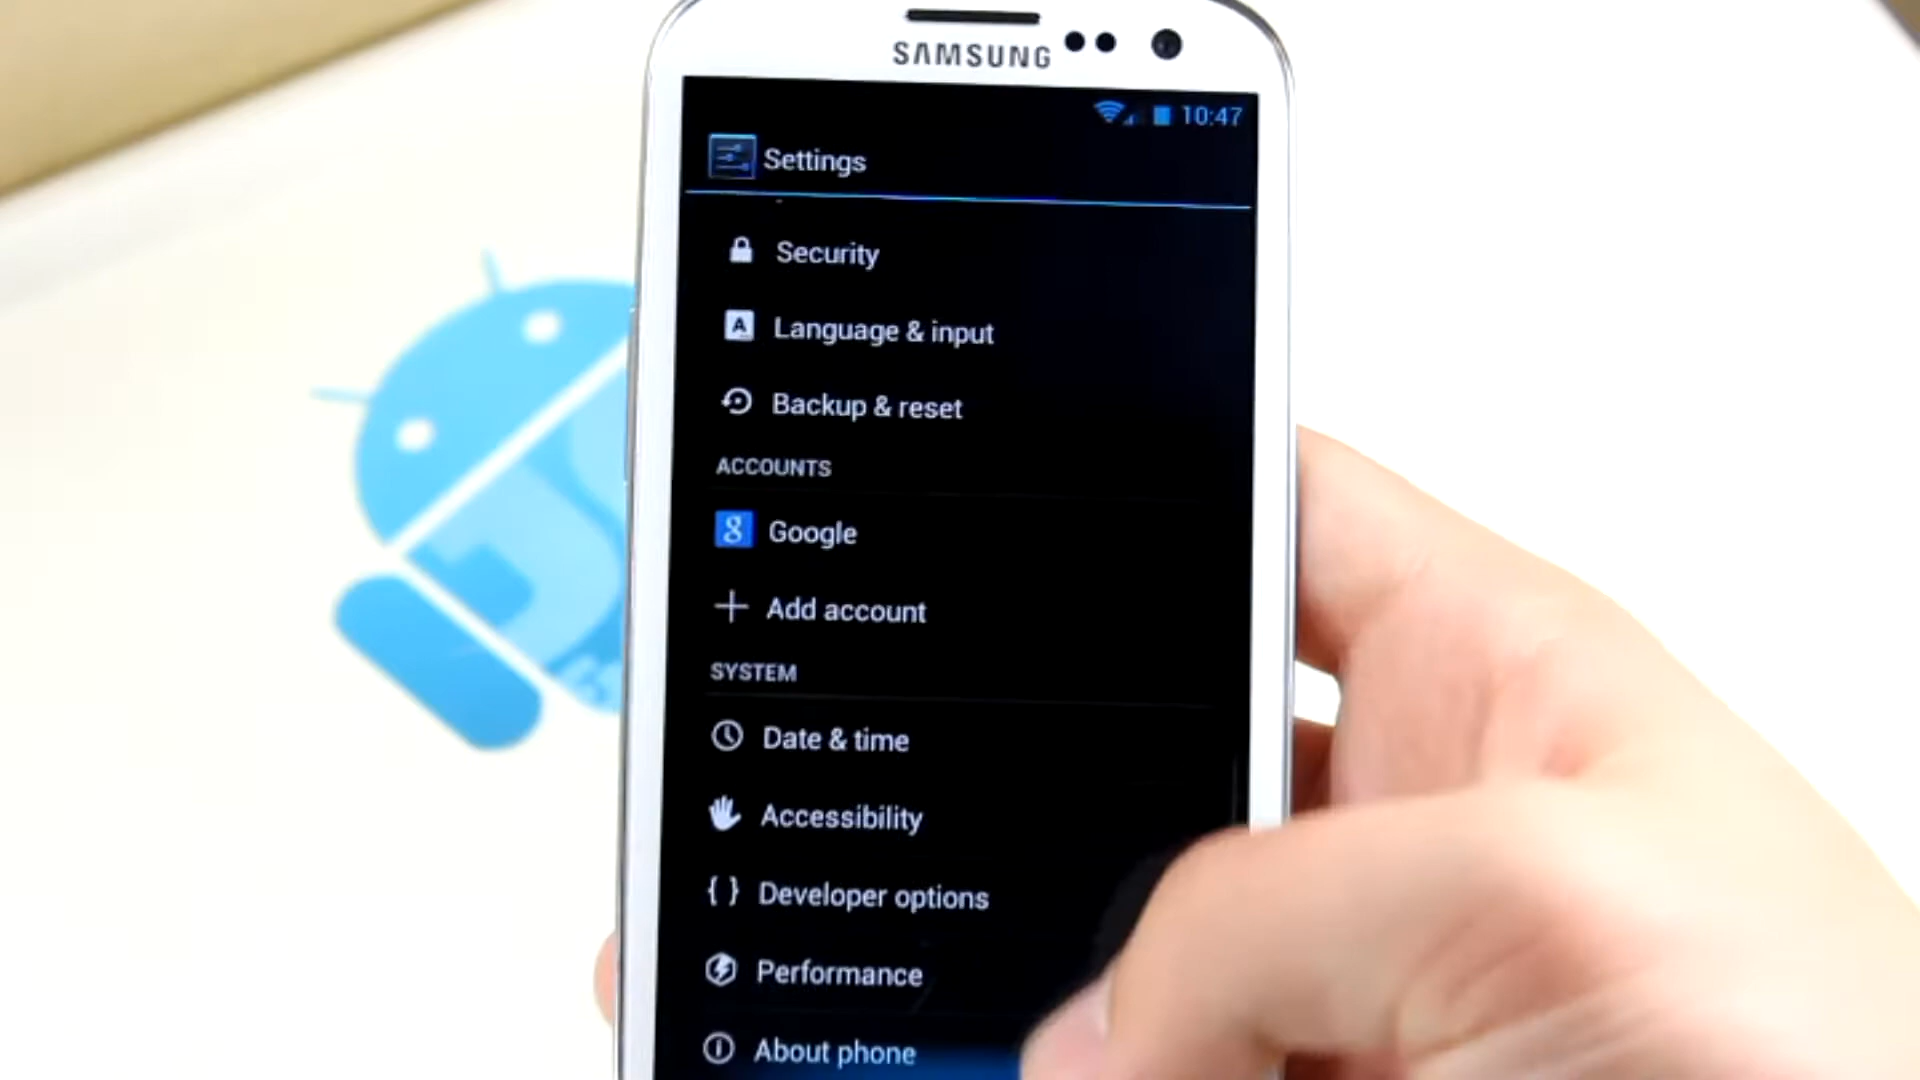 SAMSUNG
10:47
Settings
Security
Language & input
Backup & reset
ACCOUNTS
Google
Add account
SYSTEM
Date & time
Accessibility
{ } Developer options
Performance
About phone